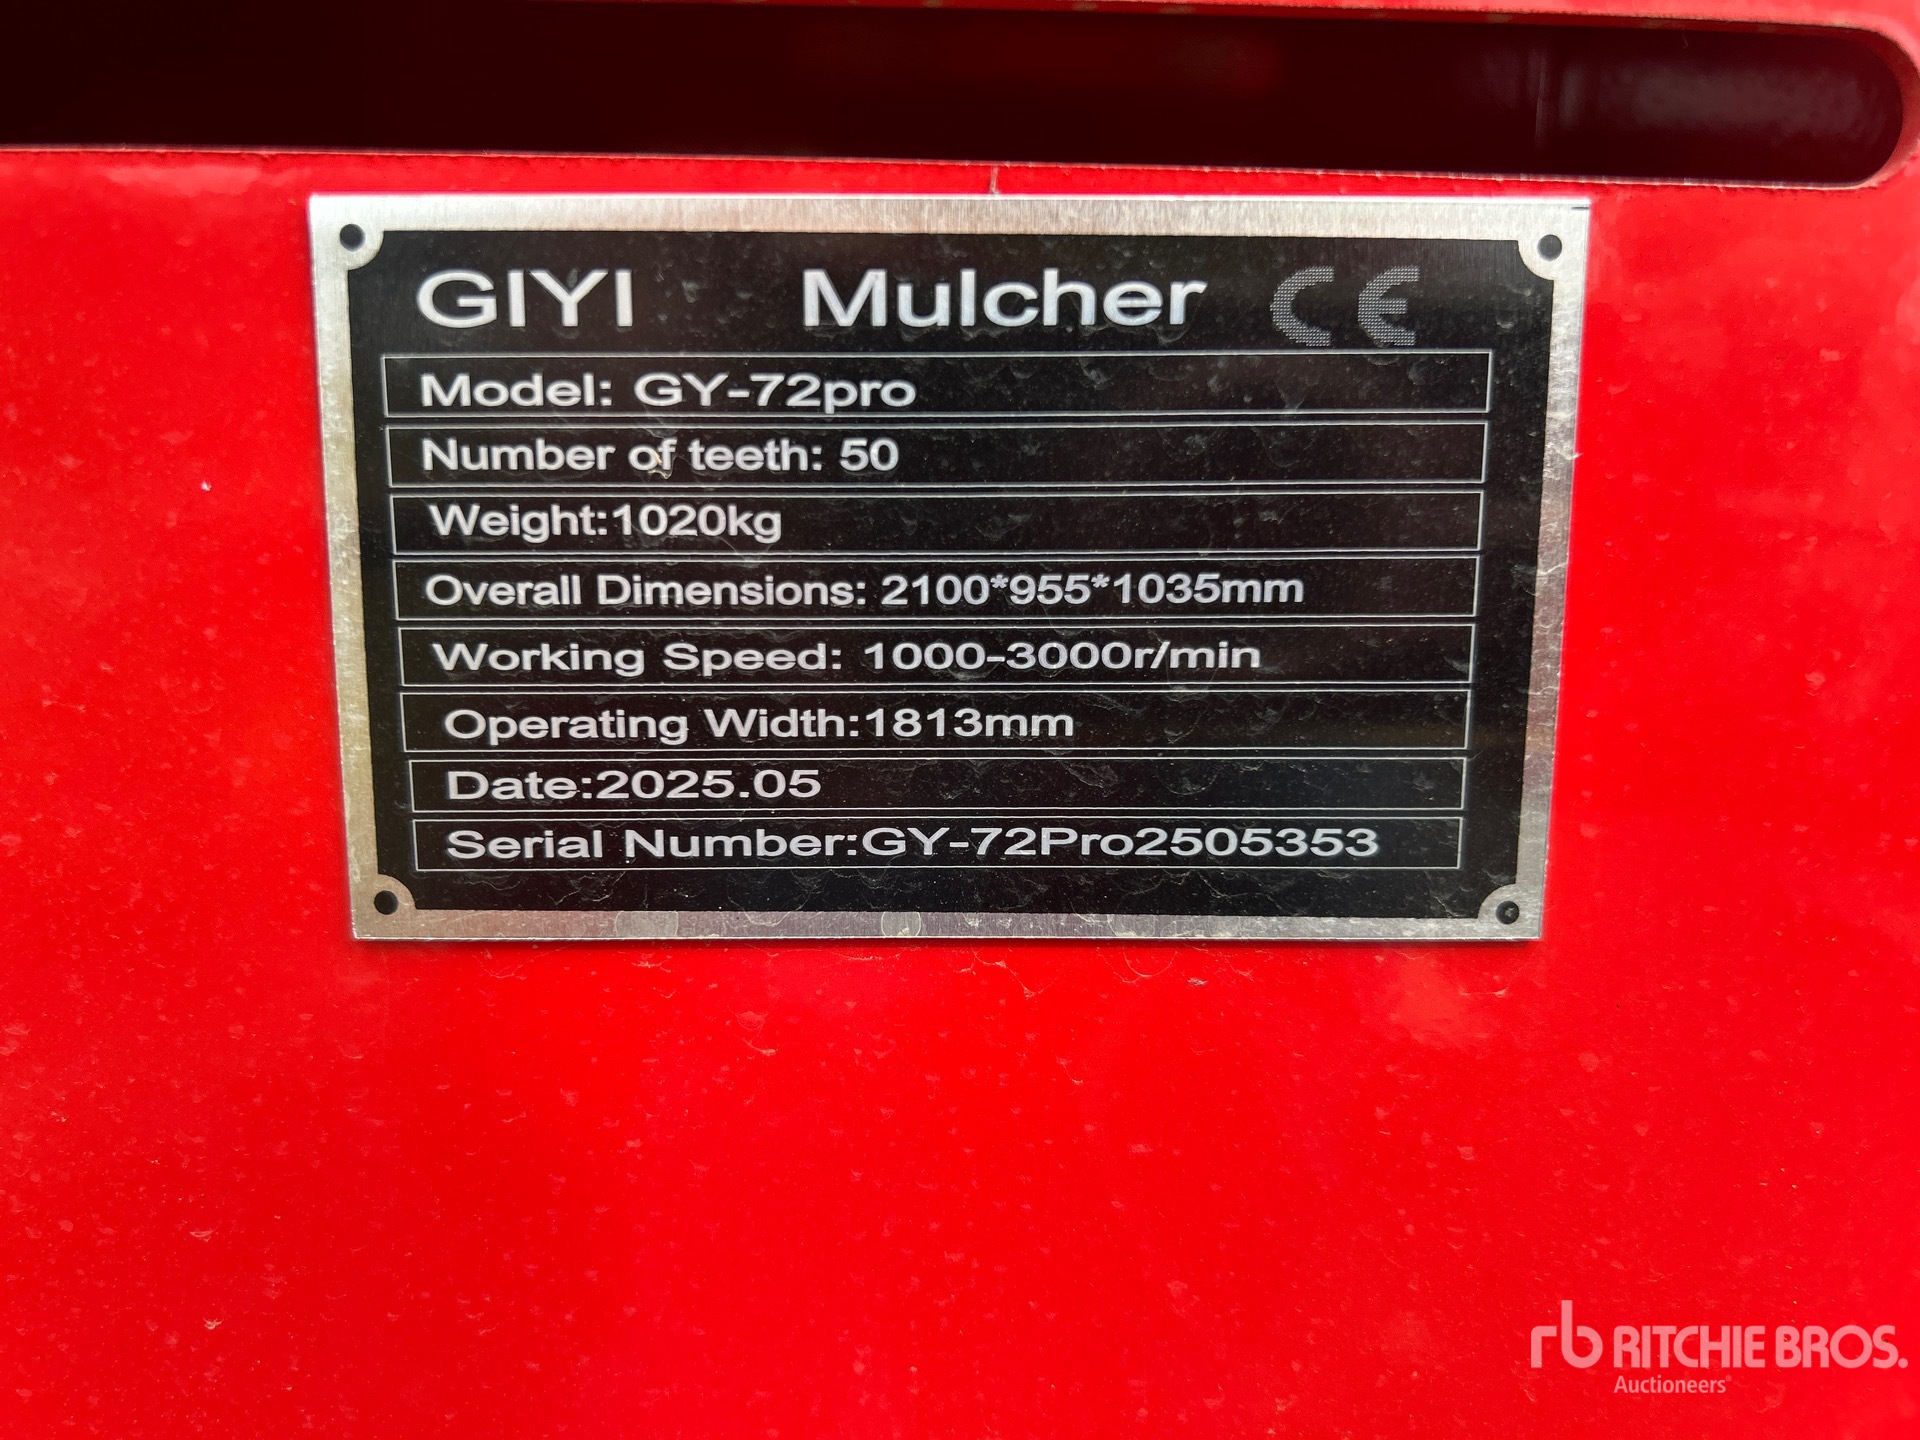 GIYI Mulcher CE
Model: GY-72pro
Number of teeth: 50
Weight:1020kg
Overall Dimensions: 2100*955*1035mm
Working Speed: 1000-3000r/min
Operating Width:1813mm
Date:2025.05
Serial Number:GY-72Pro2505353
rb RITCHIE BROS.
Auctioneers